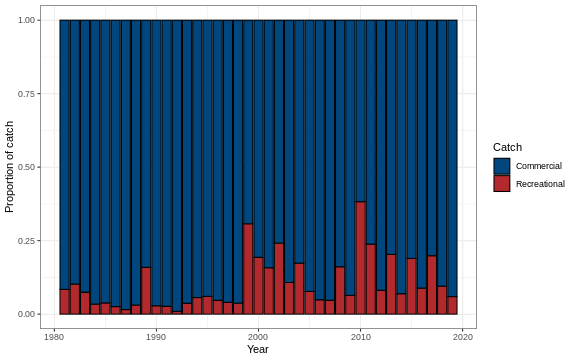 1.00
0.75
0.50
0.25
0.00
Proportion of catch
1980
1990
2000
2010
2020
Year
Catch
Commercial
Recreational